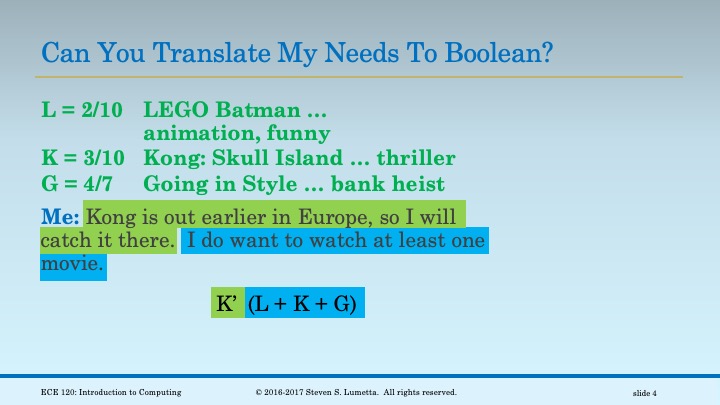 Can You Translate My Needs To Boolean?
L = 2/10 LEGO Batman …
animation, funny
K = 3/10 Kong: Skull Island … thriller
G = 4/7 Going in Style … bank heist
Me: Kong is out earlier in Europe, so I will
catch it there. I do want to watch at least one
movie.
K’ (L + K + G)
ECE 120: Introduction to Computing © 2016-2017 Steven S. Lumetta. All rights reserved. slide 4